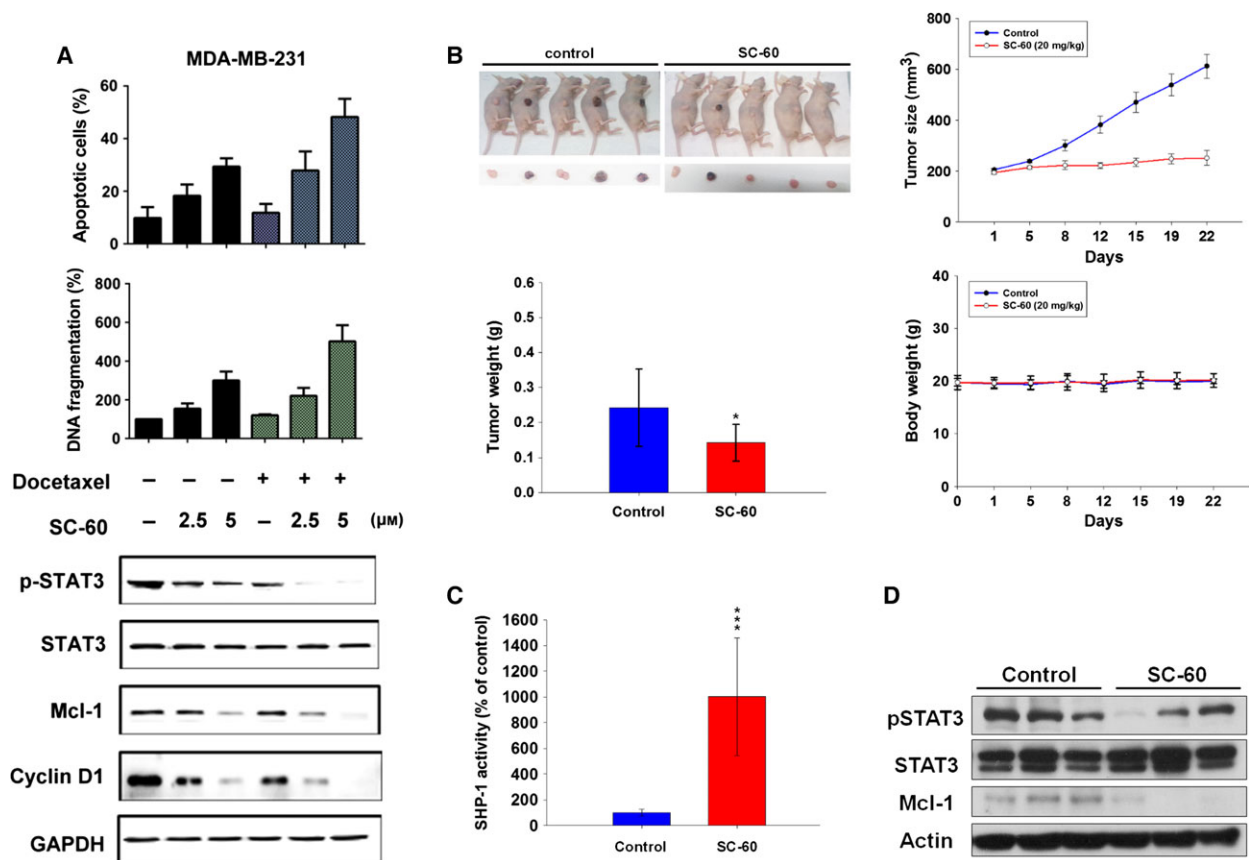 A
MDA-MB-231
Apoptotic cells (%)
60
40
20
0
DNA fragmentation (%)
800
600
400
200
0
Docetaxel – – – + + +
SC-60 – 2.5 5 – 2.5 5 (µM)
p-STAT3
STAT3
Mcl-1
Cyclin D1
GAPDH
B
control SC-60
Tumor weight (g)
0.6
0.5
0.4
0.3
0.2
0.1
0.0
*
Control SC-60
Tumor size (mm3)
800
600
400
200
0
Control
SC-60 (20 mg/kg)
1 5 8 12 15 19 22
Days
Body weight (g)
40
30
20
10
0
Control
SC-60 (20 mg/kg)
0 1 5 8 12 15 19 22
Days
C
SHP-1 activity (% of control)
1600
1400
1200
1000
800
600
400
200
0
***
Control SC-60
D
Control SC-60
pSTAT3
STAT3
Mcl-1
Actin